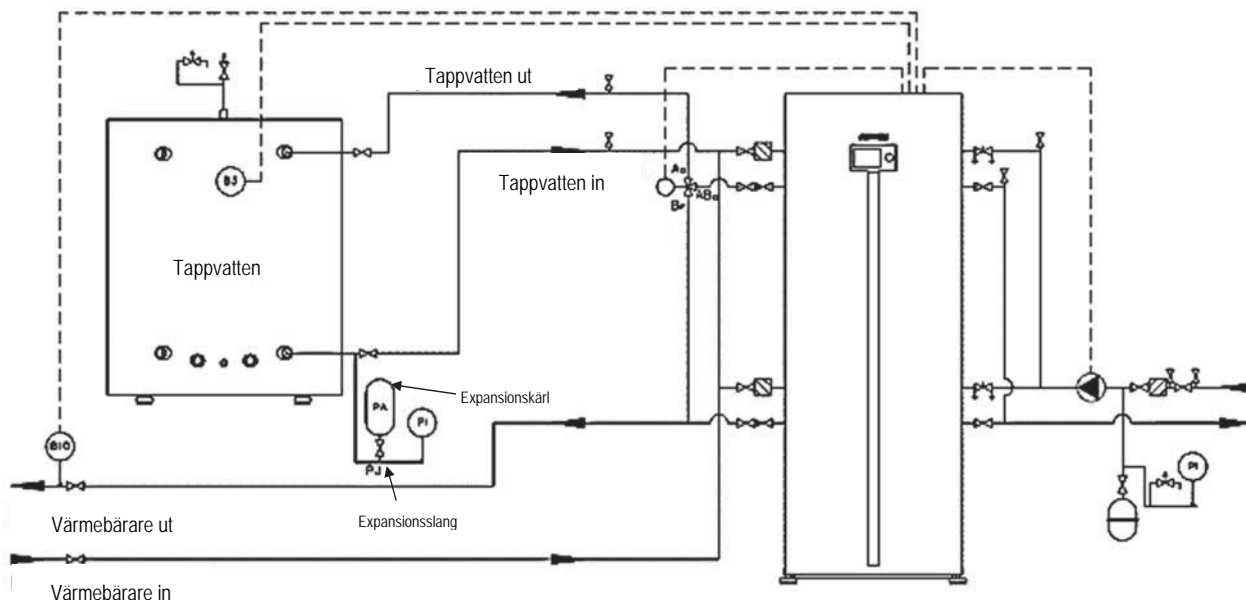 Tappvatten ut
Tappvatten in
A
B
AB
B3
Tappvatten
Expansionskärl
PA
PI
PJ
Expansionsslang
B10
Värmebärare ut
Värmebärare in
PI